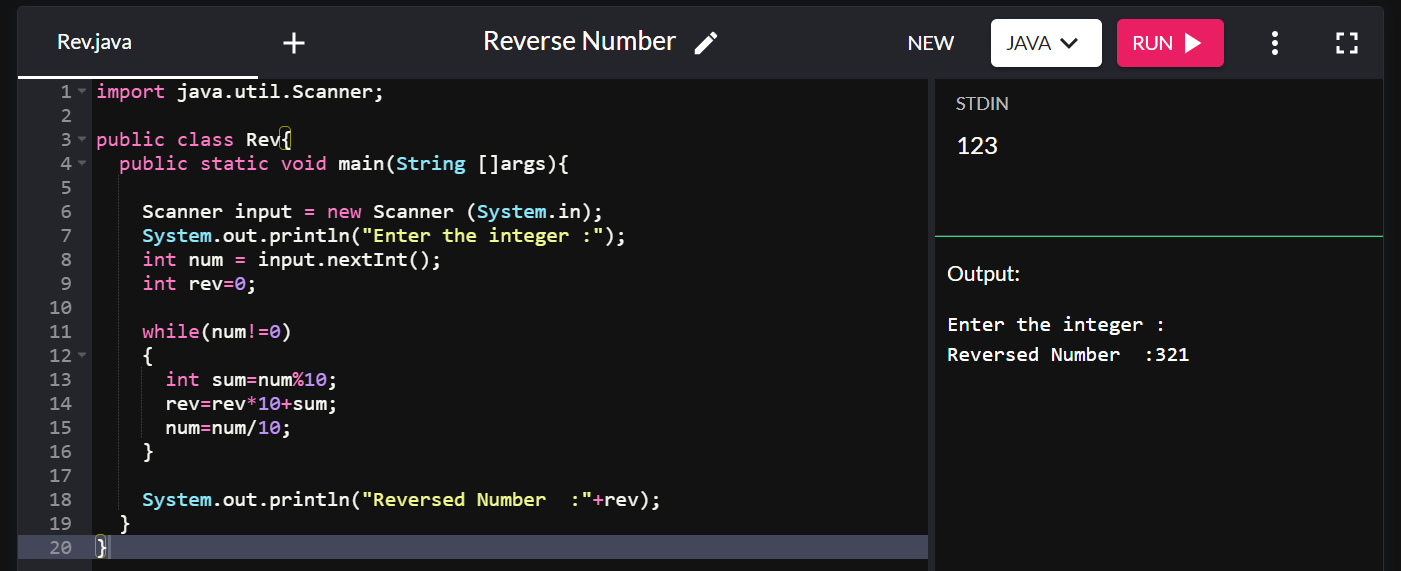 Rev.java + Reverse Number NEW JAVA RUN
1 import java.util.Scanner;
2
3 public class Rev{
4   public static void main(String []args){
5
6     Scanner input = new Scanner (System.in);
7     System.out.println("Enter the integer :");
8     int num = input.nextInt();
9     int rev=0;
10
11     while(num!=0)
12     {
13       int sum=num%10;
14       rev=rev*10+sum;
15       num=num/10;
16     }
17
18     System.out.println("Reversed Number  :"+rev);
19   }
20 }
STDIN
123
Output:
Enter the integer :
Reversed Number  :321